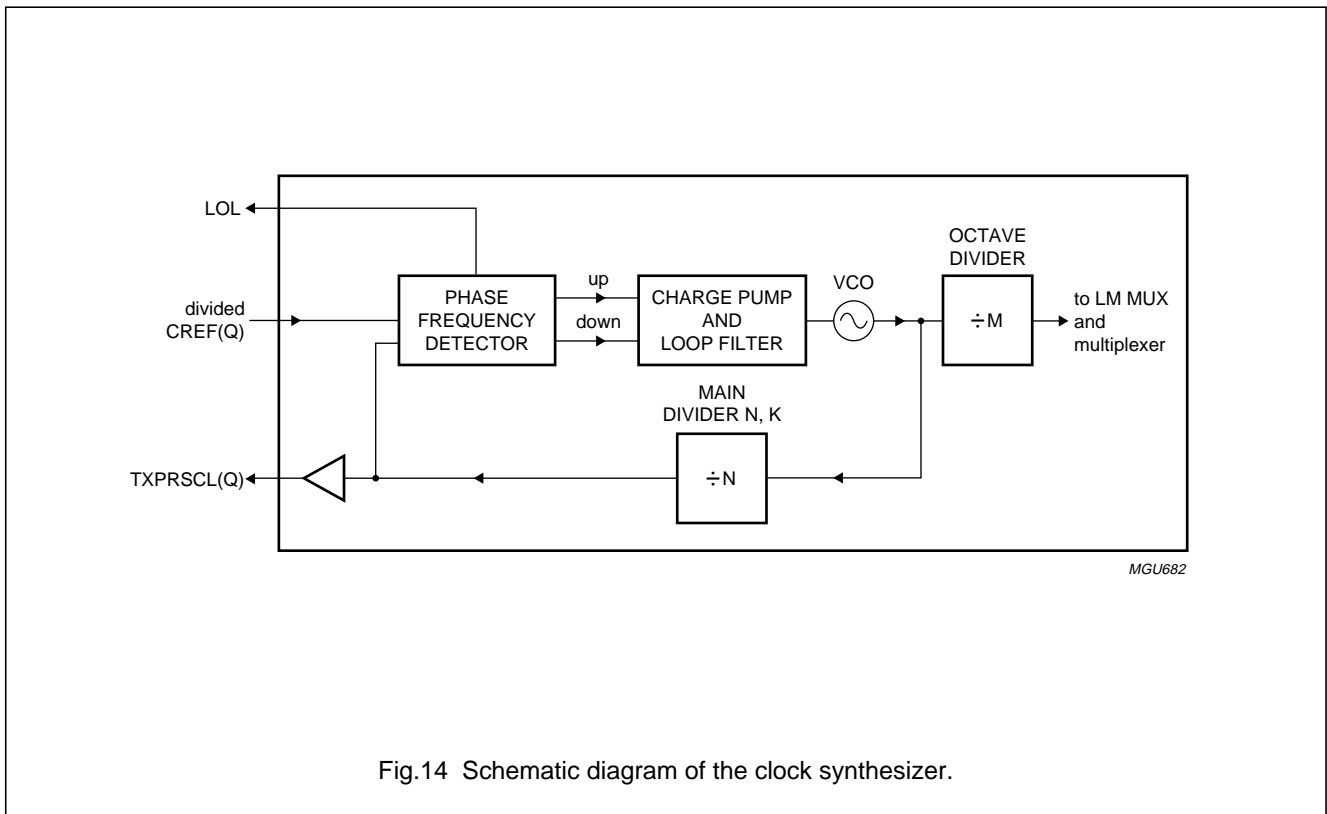 LOL
divided
CREF(Q)
PHASE
FREQUENCY
DETECTOR
up
down
CHARGE PUMP
AND
LOOP FILTER
VCO
OCTAVE
DIVIDER
÷M
to LM MUX
and
multiplexer
MAIN
DIVIDER N, K
÷N
TXPRSCL(Q)
MGU682
Fig.14 Schematic diagram of the clock synthesizer.